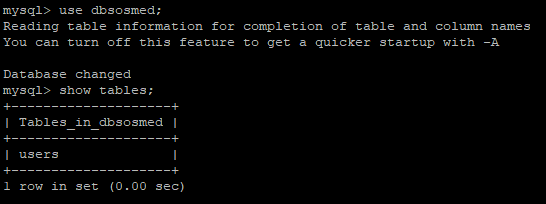 mysql> use dbsosmed;
Reading table information for completion of table and column names
You can turn off this feature to get a quicker startup with -A

Database changed
mysql> show tables;
+--------------------+
| Tables_in_dbsosmed |
+--------------------+
| users              |
+--------------------+
1 row in set (0.00 sec)